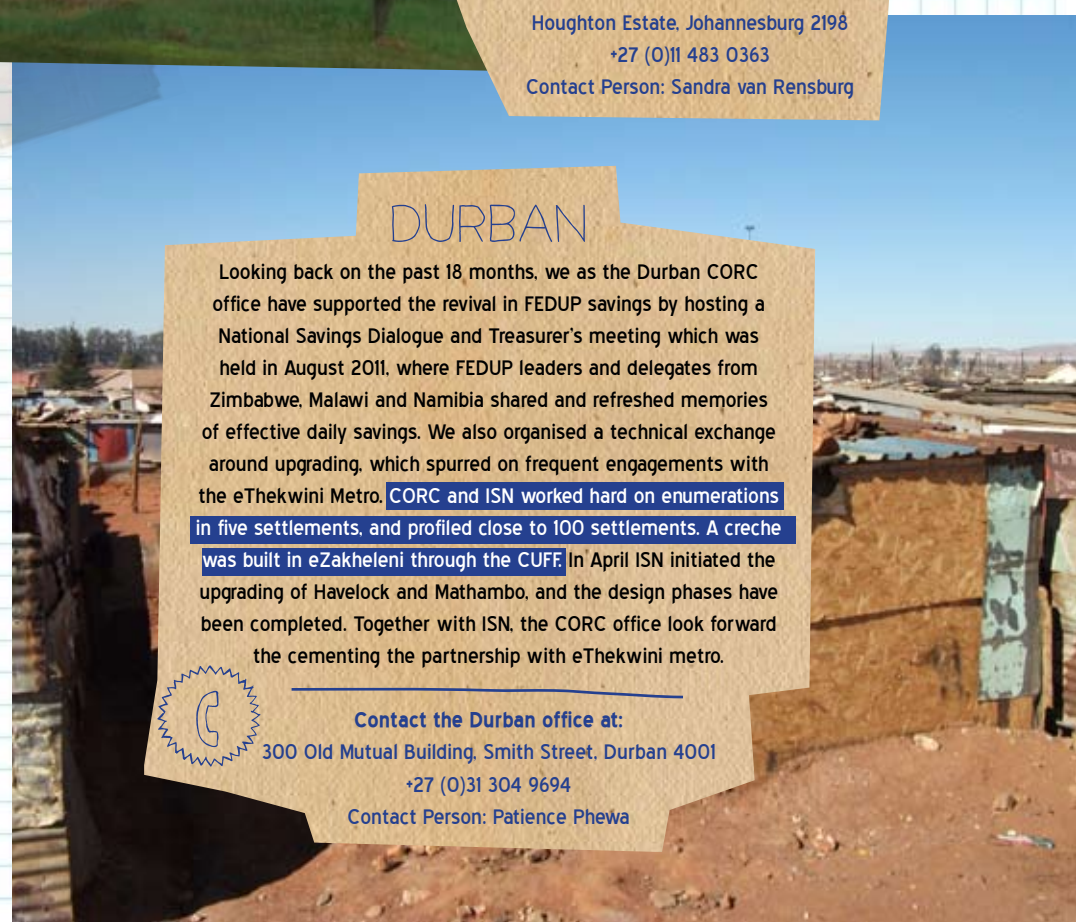 Houghton Estate, Johannesburg 2198
+27 (0)11 483 0363
Contact Person: Sandra van Rensburg
DURBAN
Looking back on the past 18 months, we as the Durban CORC
office have supported the revival in FEDUP savings by hosting a
National Savings Dialogue and Treasurer's meeting which was
held in August 2011, where FEDUP leaders and delegates from
Zimbabwe, Malawi and Namibia shared and refreshed memories
of effective daily savings. We also organised a technical exchange
around upgrading, which spurred on frequent engagements with
the eThekwini Metro. CORC and ISN worked hard on enumerations
in five settlements, and profiled close to 100 settlements. A creche
was built in eZakheleni through the CUFF. In April ISN initiated the
upgrading of Havelock and Mathambo, and the design phases have
been completed. Together with ISN, the CORC office look forward
the cementing the partnership with eThekwini metro.
Contact the Durban office at:
300 Old Mutual Building, Smith Street, Durban 4001
+27 (0)31 304 9694
Contact Person: Patience Phewa